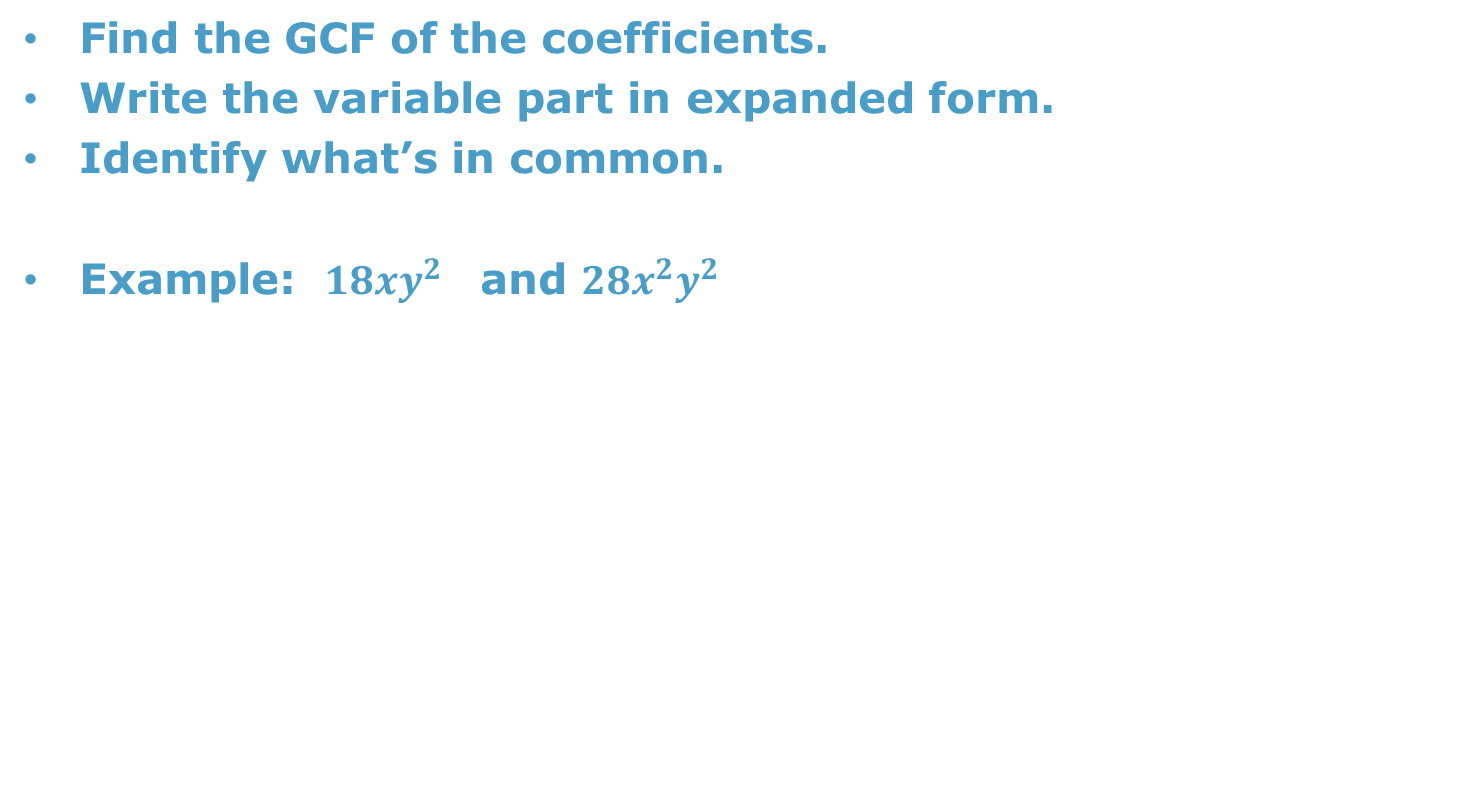 • Find the GCF of the coefficients.
• Write the variable part in expanded form.
• Identify what’s in common.
• Example: 18xy² and 28x²y²